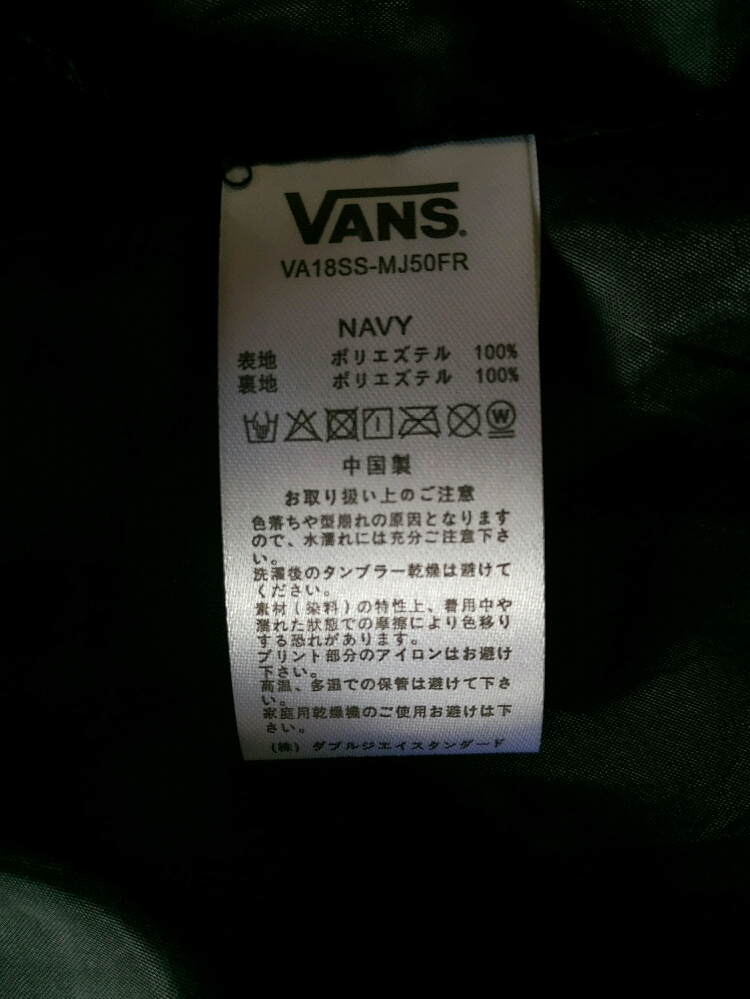 VANS.
VA18SS-MJ50FR
NAVY
表地 ポリエズテル 100%
裏地 ポリエズテル 100%
W
中国製
お取り扱い上のご注意
色落ちや型崩れの原因となります
ので、水濡れには充分ご注意下さ
い。
洗濯後のタンブラー乾燥は避けて
ください。
素材(染料)の特性上、着用中や
濡れた状態での摩擦により色移り
する恐れがあります。
プリント部分のアイロンはお避け
下さい。
高温、多湿での保管は避けて下さ
い。
家庭用乾燥機のご使用お避けは下
さい。
(株)ダブルジエイスタンダード